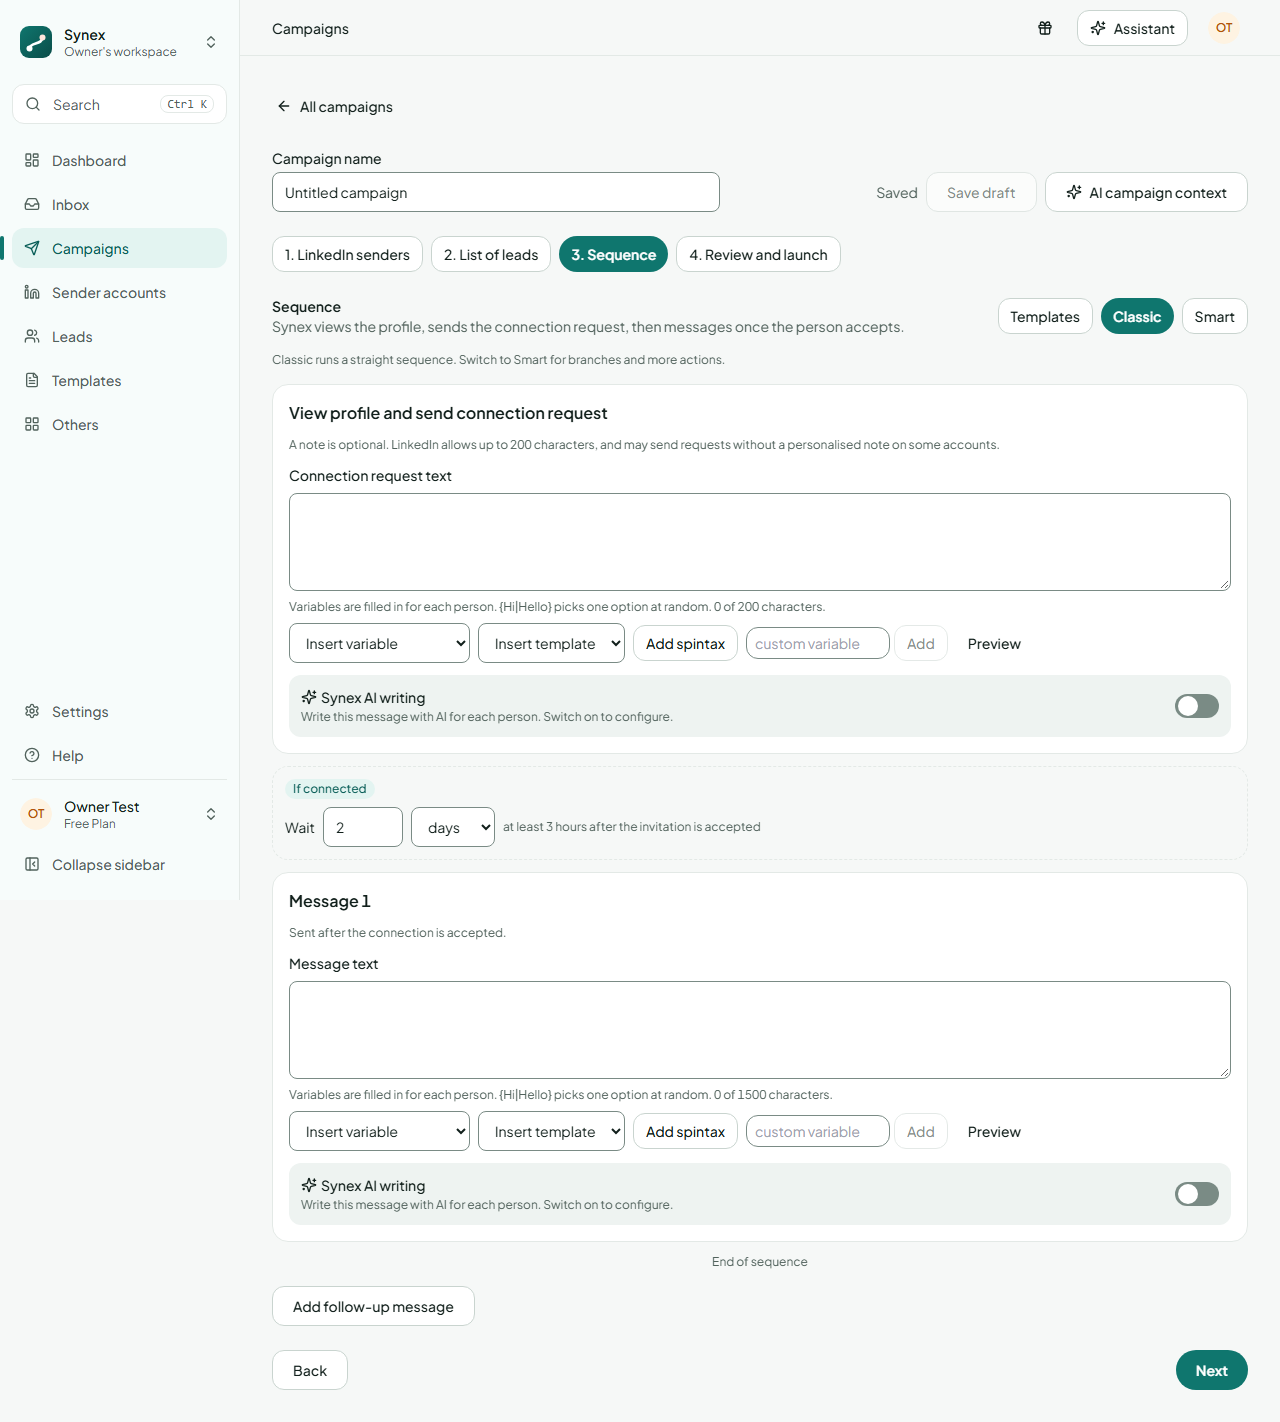 Synex
Owner's workspace
Search
Ctrl K
Dashboard
Inbox
Campaigns
Sender accounts
Leads
Templates
Others
Settings
Help
OT
Owner Test
Free Plan
Collapse sidebar
Campaigns
Assistant
OT
All campaigns
Campaign name
Untitled campaign
Saved
Save draft
AI campaign context
1. LinkedIn senders
2. List of leads
3. Sequence
4. Review and launch
Sequence
Synex views the profile, sends the connection request, then messages once the person accepts.
Templates
Classic
Smart
Classic runs a straight sequence. Switch to Smart for branches and more actions.
View profile and send connection request
A note is optional. LinkedIn allows up to 200 characters, and may send requests without a personalised note on some accounts.
Connection request text
Variables are filled in for each person. {Hi|Hello} picks one option at random. 0 of 200 characters.
Insert variable
Insert template
Add spintax
custom variable
Add
Preview
Synex AI writing
Write this message with AI for each person. Switch on to configure.
If connected
Wait
2
days
at least 3 hours after the invitation is accepted
Message 1
Sent after the connection is accepted.
Message text
Variables are filled in for each person. {Hi|Hello} picks one option at random. 0 of 1500 characters.
Insert variable
Insert template
Add spintax
custom variable
Add
Preview
Synex AI writing
Write this message with AI for each person. Switch on to configure.
End of sequence
Add follow-up message
Back
Next